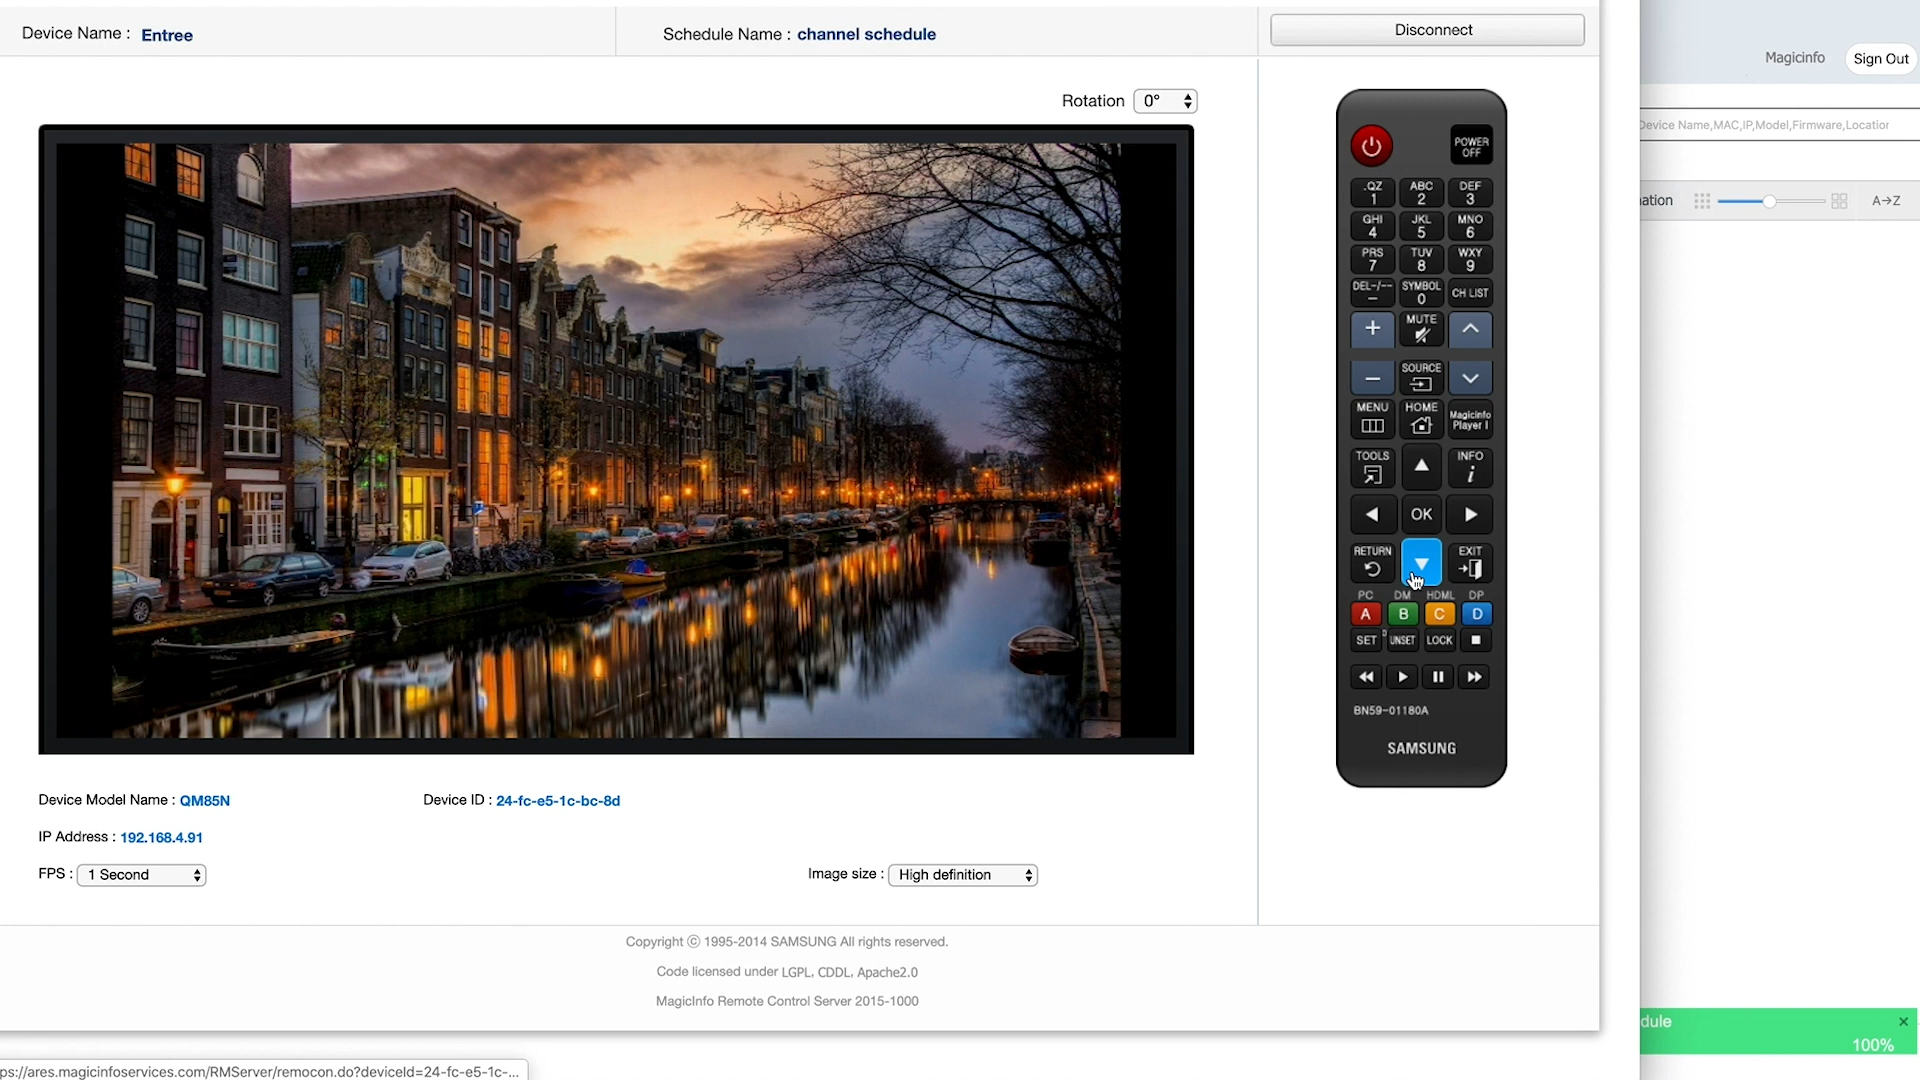 Device Name : Entree
Schedule Name : channel schedule
Disconnect
Magicinfo
Sign Out
Rotation 0°
Device Name,MAC,IP,Model,Firmware,Location
ation
A→Z
POWER OFF
.QZ 1
ABC 2
DEF 3
GHI 4
JKL 5
MNO 6
PRS 7
TUV 8
WXY 9
DEL-/-- –
SYMBOL 0
CH LIST
+
MUTE
–
SOURCE
MENU
HOME
Magicinfo Player I
TOOLS
INFO i
OK
RETURN
EXIT
PC DM HDMI DP
A B C D
SET UNSET LOCK
BN59-01180A
SAMSUNG
Device Model Name : QM85N
Device ID : 24-fc-e5-1c-bc-8d
IP Address : 192.168.4.91
FPS : 1 Second
Image size : High definition
Copyright ⓒ 1995-2014 SAMSUNG All rights reserved.
Code licensed under LGPL, CDDL, Apache2.0
MagicInfo Remote Control Server 2015-1000
dule
×
100%
ps://ares.magicinfoservices.com/RMServer/remocon.do?deviceId=24-fc-e5-1c-...